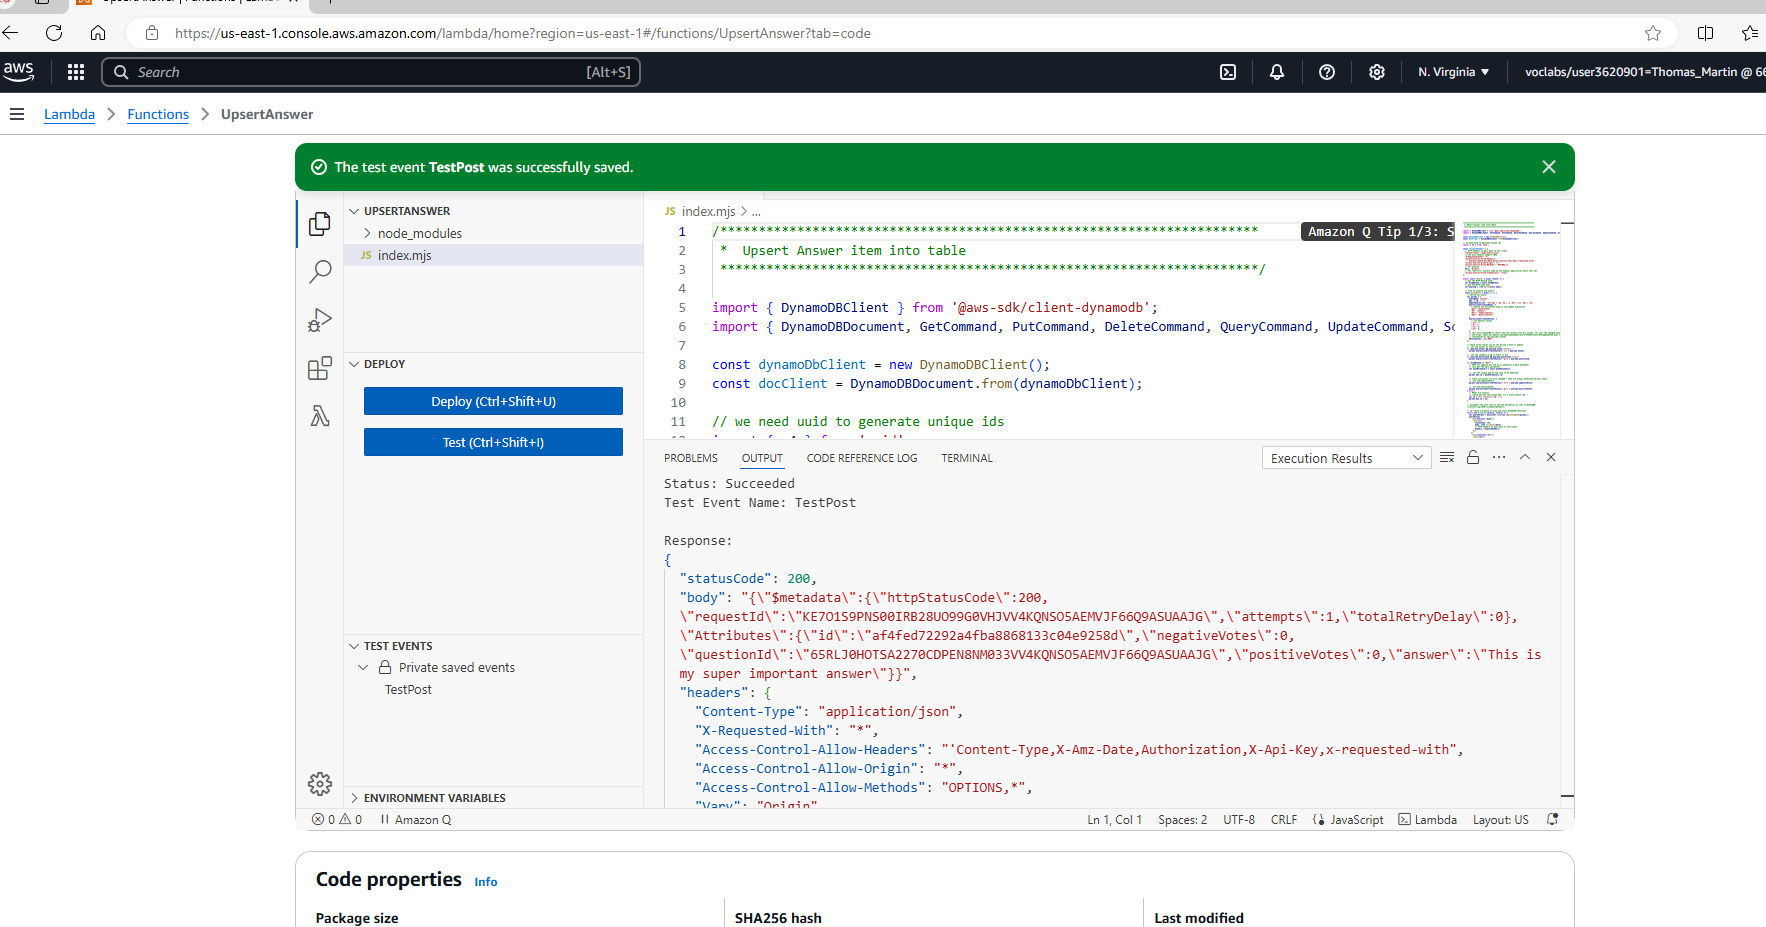 https://us-east-1.console.aws.amazon.com/lambda/home?region=us-east-1#/functions/UpsertAnswer?tab=code
aws
Search [Alt+S]
N. Virginia ▼
voclabs/user3620901=Thomas_Martin @ 66
Lambda > Functions > UpsertAnswer
The test event TestPost was successfully saved.
UPSERTANSWER
node_modules
JS index.mjs
DEPLOY
Deploy (Ctrl+Shift+U)
Test (Ctrl+Shift+I)
TEST EVENTS
Private saved events
TestPost
ENVIRONMENT VARIABLES
JS index.mjs > ...
Amazon Q Tip 1/3: S
1 /**********************************************************************
2 * Upsert Answer item into table
3 **********************************************************************/
4
5 import { DynamoDBClient } from '@aws-sdk/client-dynamodb';
6 import { DynamoDBDocument, GetCommand, PutCommand, DeleteCommand, QueryCommand, UpdateCommand, Sc
7
8 const dynamoDbClient = new DynamoDBClient();
9 const docClient = DynamoDBDocument.from(dynamoDbClient);
10
11 // we need uuid to generate unique ids
PROBLEMS OUTPUT CODE REFERENCE LOG TERMINAL
Execution Results
Status: Succeeded
Test Event Name: TestPost
Response:
{
"statusCode": 200,
"body": "{\"$metadata\":{\"httpStatusCode\":200,
\"requestId\":\"KE7O1S9PNS00IRB28UO99G0VHJVV4KQNSO5AEMVJF66Q9ASUAAJG\",\"attempts\":1,\"totalRetryDelay\":0},
\"Attributes\":{\"id\":\"af4fed72292a4fba8868133c04e9258d\",\"negativeVotes\":0,
\"questionId\":\"65RLJ0HOTSA2270CDPEN8NM033VV4KQNSO5AEMVJF66Q9ASUAAJG\",\"positiveVotes\":0,\"answer\":\"This is
my super important answer\"}}",
"headers": {
"Content-Type": "application/json",
"X-Requested-With": "*",
"Access-Control-Allow-Headers": "'Content-Type,X-Amz-Date,Authorization,X-Api-Key,x-requested-with",
"Access-Control-Allow-Origin": "*",
"Access-Control-Allow-Methods": "OPTIONS,*",
"Vary": "Origin"
0 0 Amazon Q
Ln 1, Col 1 Spaces: 2 UTF-8 CRLF JavaScript Lambda Layout: US
Code properties Info
Package size
SHA256 hash
Last modified